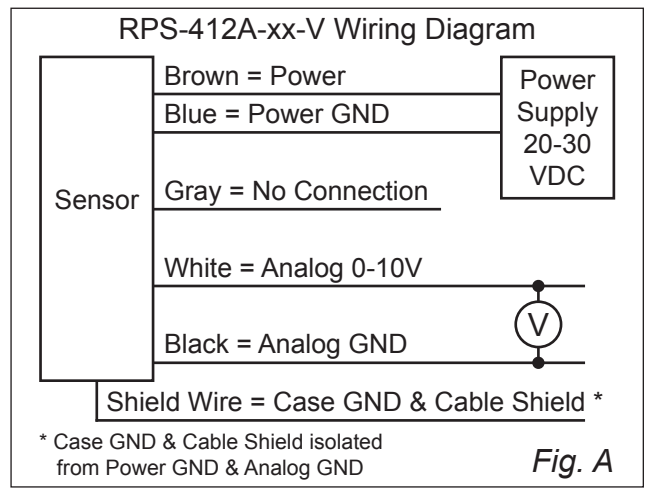 RPS-412A-xx-V Wiring Diagram
Brown = Power
Blue = Power GND
Power
Supply
20-30
VDC
Sensor
Gray = No Connection
White = Analog 0-10V
V
Black = Analog GND
Shield Wire = Case GND & Cable Shield *
* Case GND & Cable Shield isolated
from Power GND & Analog GND
Fig. A